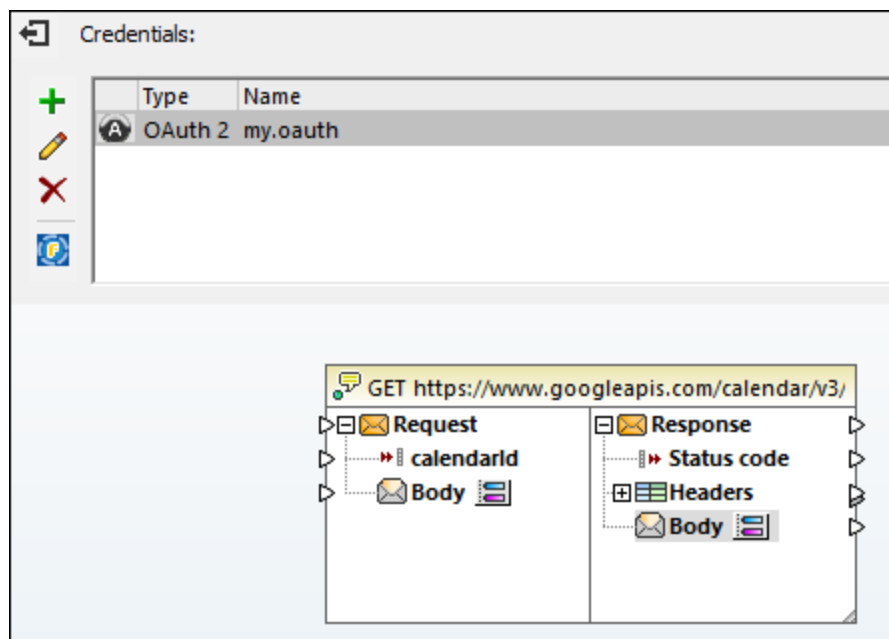 Credentials:
Type Name
A OAuth 2 my.oauth
F
GET https://www.googleapis.com/calendar/v3/
Request Response
calendarId Status code
Body Headers
Body